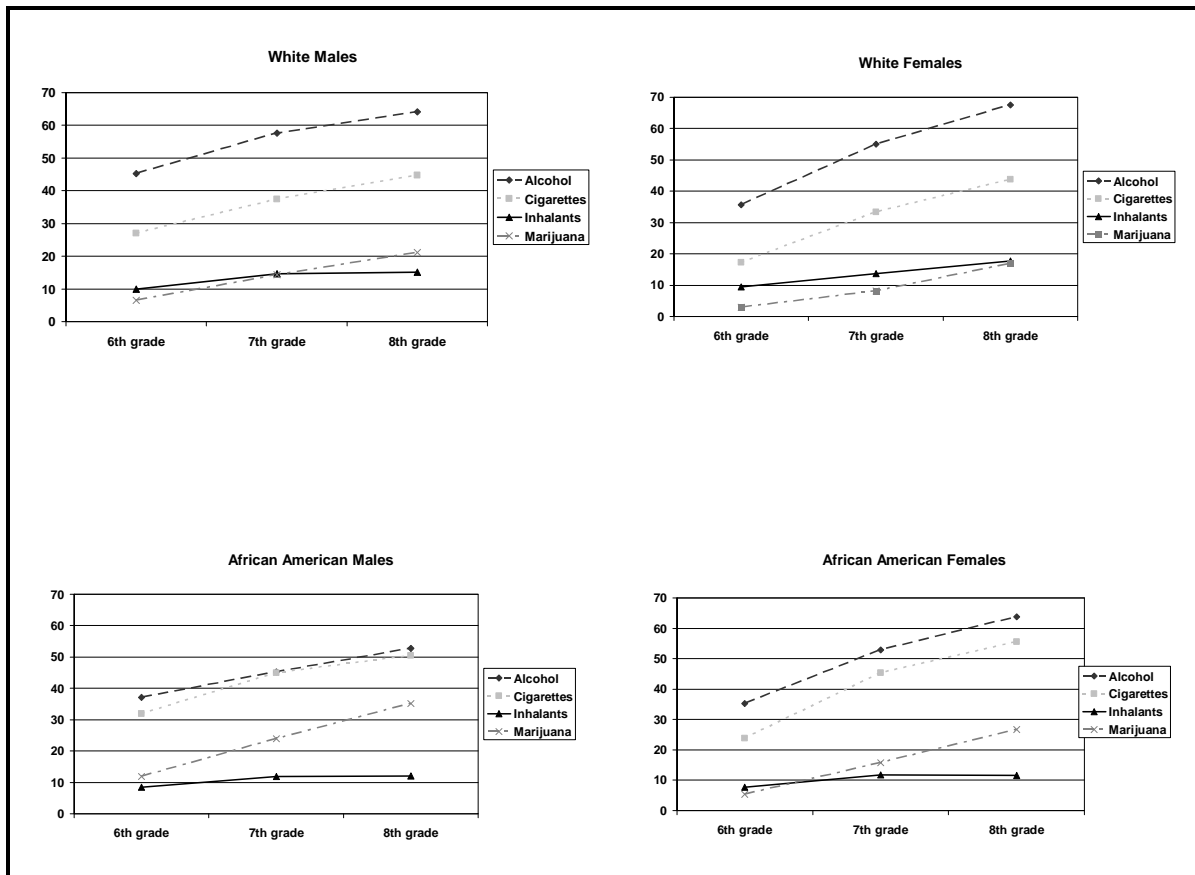 White Males
70
60
50
40
30
20
10
0
6th grade 7th grade 8th grade
Alcohol
Cigarettes
Inhalants
Marijuana
White Females
70
60
50
40
30
20
10
0
6th grade 7th grade 8th grade
Alcohol
Cigarettes
Inhalants
Marijuana
African American Males
70
60
50
40
30
20
10
0
6th grade 7th grade 8th grade
Alcohol
Cigarettes
Inhalants
Marijuana
African American Females
70
60
50
40
30
20
10
0
6th grade 7th grade 8th grade
Alcohol
Cigarettes
Inhalants
Marijuana